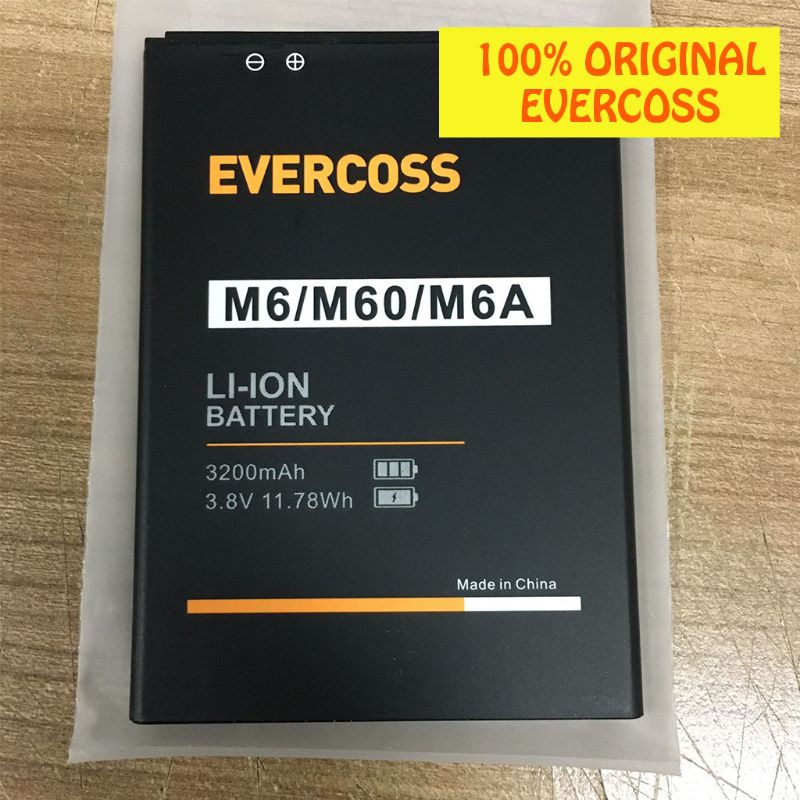 100% ORIGINAL
EVERCOSS
EVERCOSS
M6/M60/M6A
LI-ION
BATTERY
3200mAh
3.8V 11.78Wh
Made in China